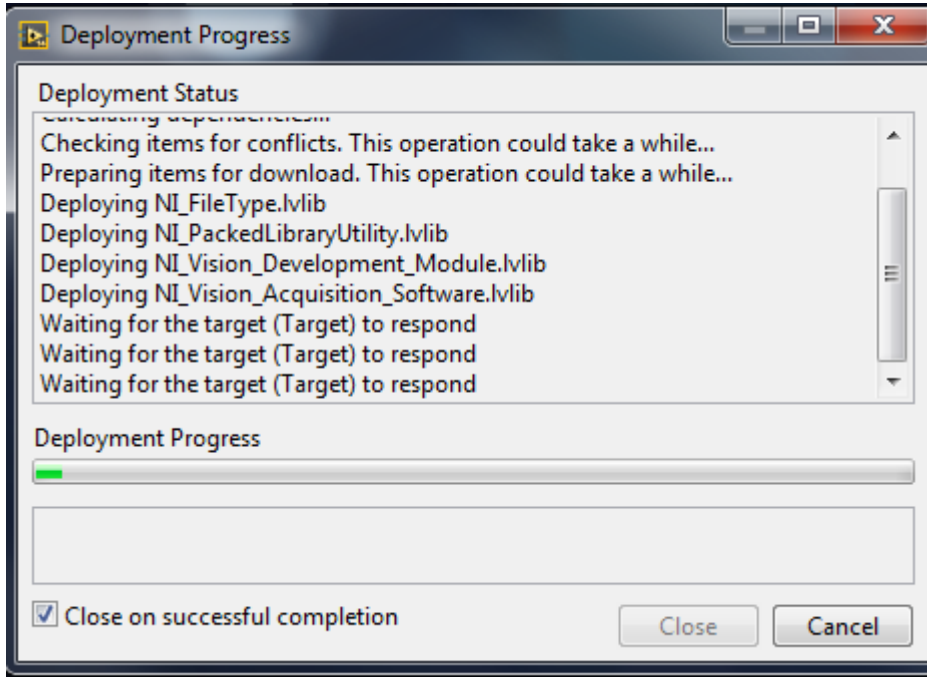 Deployment Progress
Deployment Status
Calculating dependencies...
Checking items for conflicts. This operation could take a while...
Preparing items for download. This operation could take a while...
Deploying NI_FileType.lvlib
Deploying NI_PackedLibraryUtility.lvlib
Deploying NI_Vision_Development_Module.lvlib
Deploying NI_Vision_Acquisition_Software.lvlib
Waiting for the target (Target) to respond
Waiting for the target (Target) to respond
Waiting for the target (Target) to respond
Deployment Progress
Close on successful completion
Close
Cancel